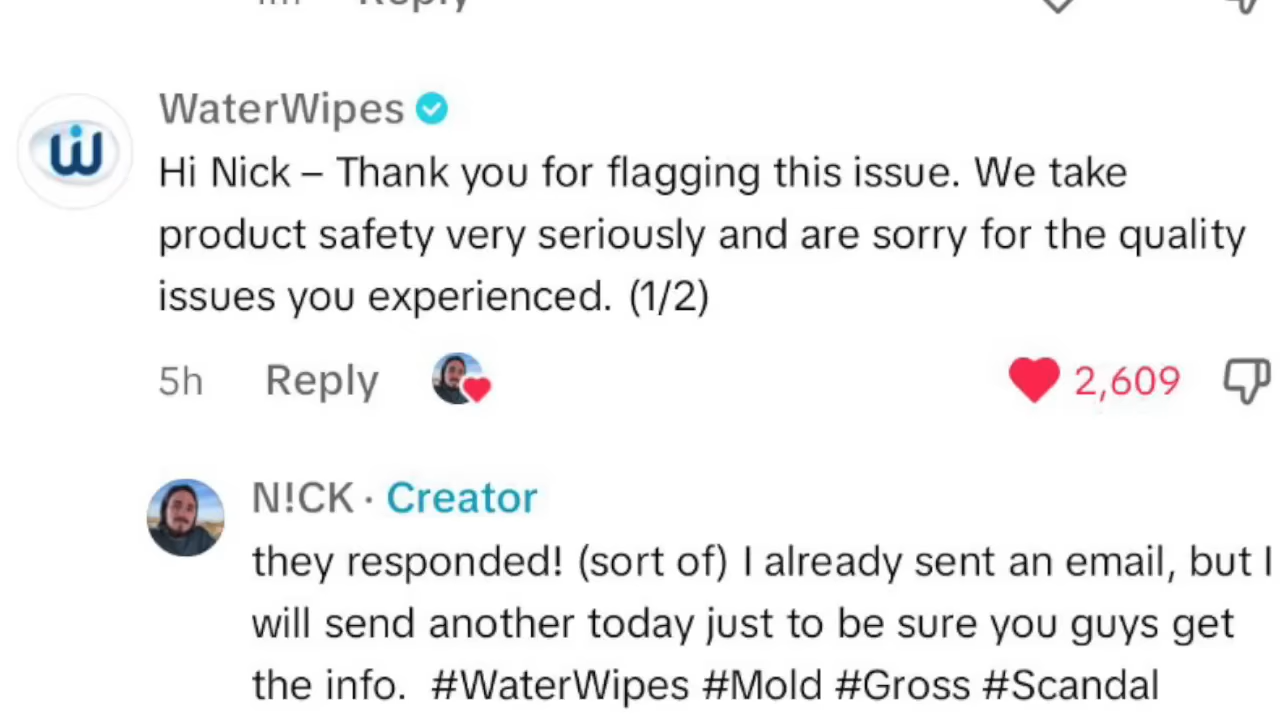 Reply
WaterWipes
Hi Nick – Thank you for flagging this issue. We take
product safety very seriously and are sorry for the quality
issues you experienced. (1/2)
5h Reply 2,609
N!CK · Creator
they responded! (sort of) I already sent an email, but I
will send another today just to be sure you guys get
the info. #WaterWipes #Mold #Gross #Scandal